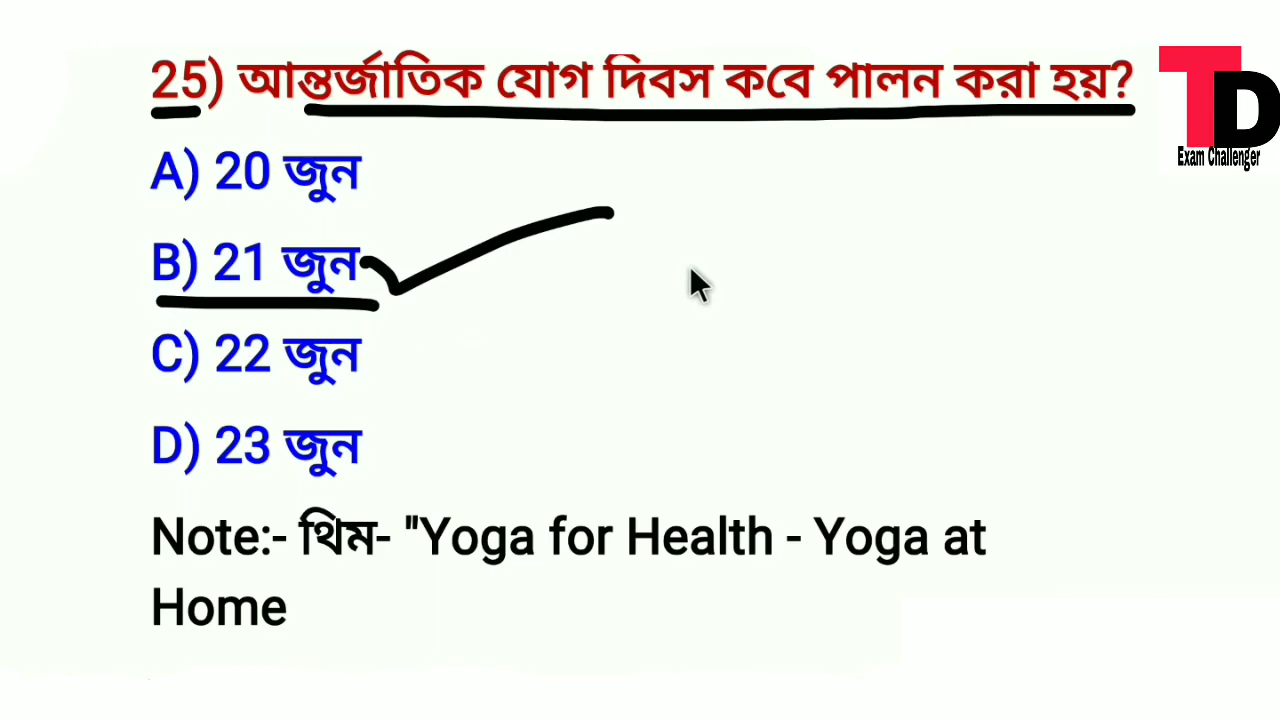 25) আন্তর্জাতিক যোগ দিবস কবে পালন করা হয়?
TD
Exam Challenger
A) 20 জুন
B) 21 জুন
C) 22 জুন
D) 23 জুন
Note:- থিম- "Yoga for Health - Yoga at
Home